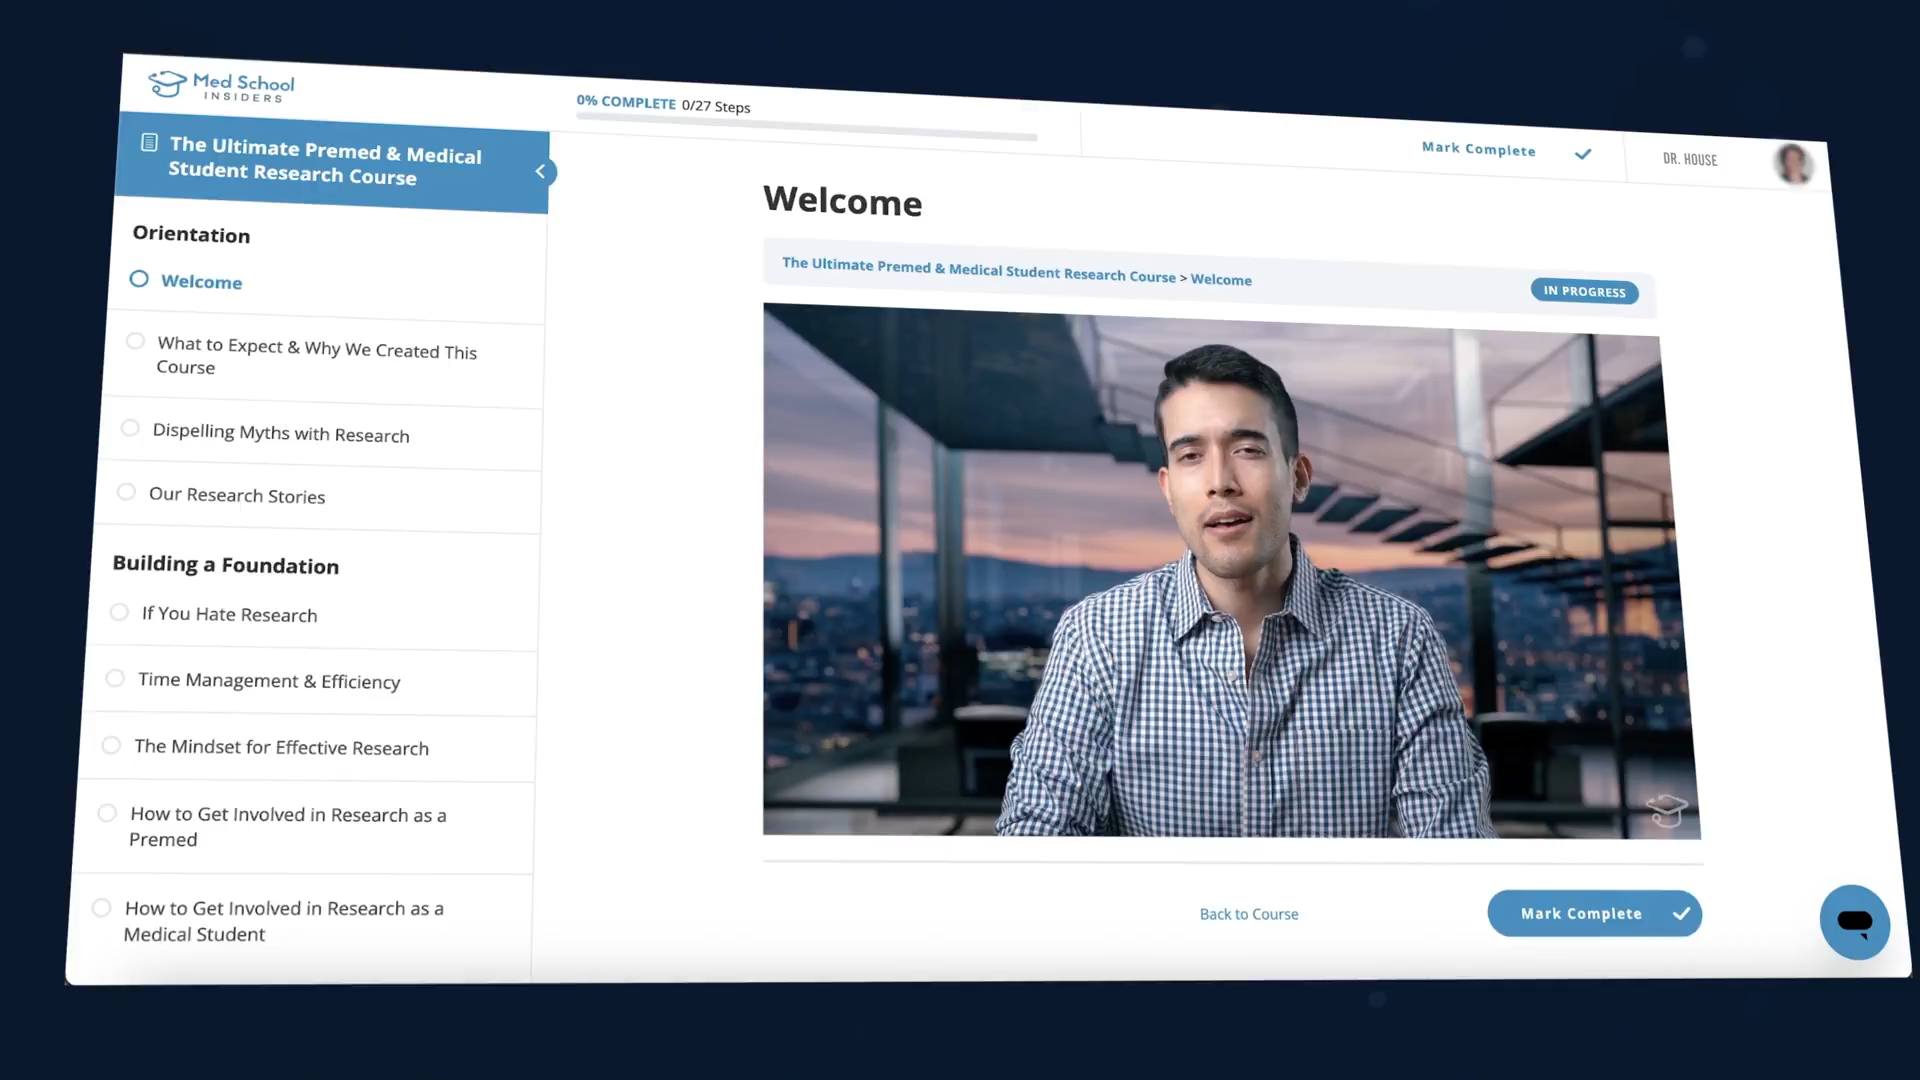 Med School
INSIDERS
0% COMPLETE 0/27 Steps
Mark Complete
DR. HOUSE
The Ultimate Premed & Medical
Student Research Course
Orientation
Welcome
What to Expect & Why We Created This
Course
Dispelling Myths with Research
Our Research Stories
Building a Foundation
If You Hate Research
Time Management & Efficiency
The Mindset for Effective Research
How to Get Involved in Research as a
Premed
How to Get Involved in Research as a
Medical Student
Welcome
The Ultimate Premed & Medical Student Research Course > Welcome
IN PROGRESS
Back to Course
Mark Complete